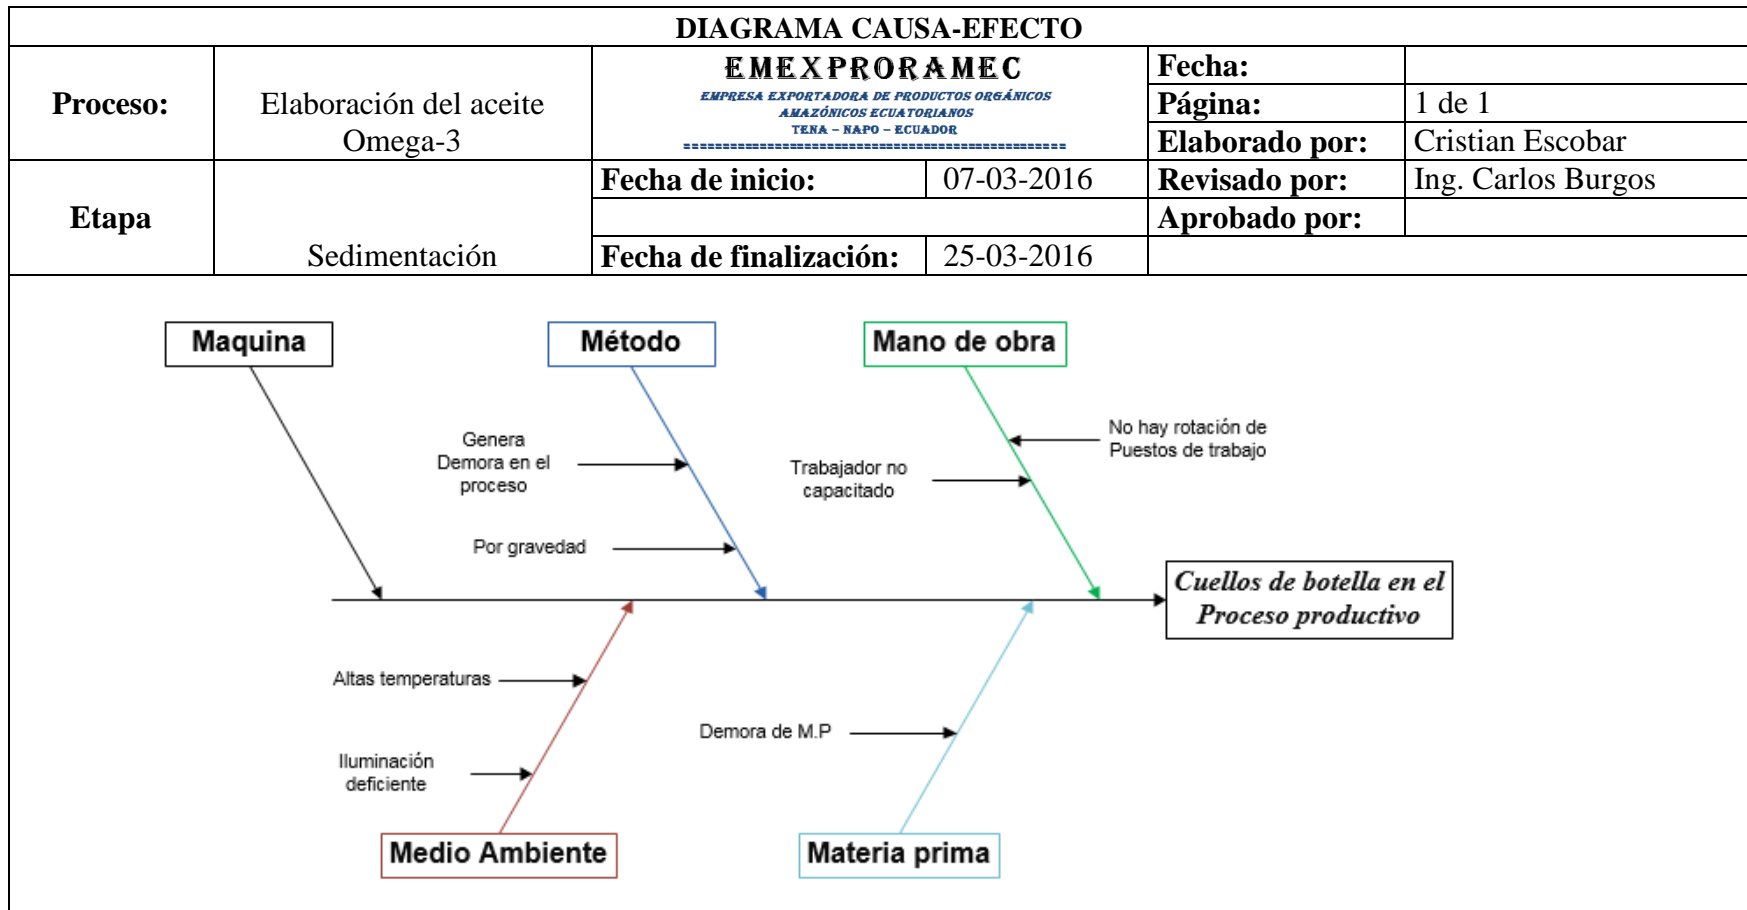 DIAGRAMA CAUSA-EFECTO
Proceso:
Elaboración del aceite
Omega-3
EMEXPRORAMEC
EMPRESA EXPORTADORA DE PRODUCTOS ORGÁNICOS
AMAZÓNICOS ECUATORIANOS
TENA – NAPO – ECUADOR
Fecha:
Página:
1 de 1
Elaborado por:
Cristian Escobar
Etapa
Sedimentación
Fecha de inicio:
07-03-2016
Revisado por:
Ing. Carlos Burgos
Aprobado por:
Fecha de finalización:
25-03-2016
Maquina
Método
Mano de obra
Genera
Demora en el
proceso
Por gravedad
Trabajador no
capacitado
No hay rotación de
Puestos de trabajo
Cuellos de botella en el
Proceso productivo
Altas temperaturas
Iluminación
deficiente
Demora de M.P
Medio Ambiente
Materia prima